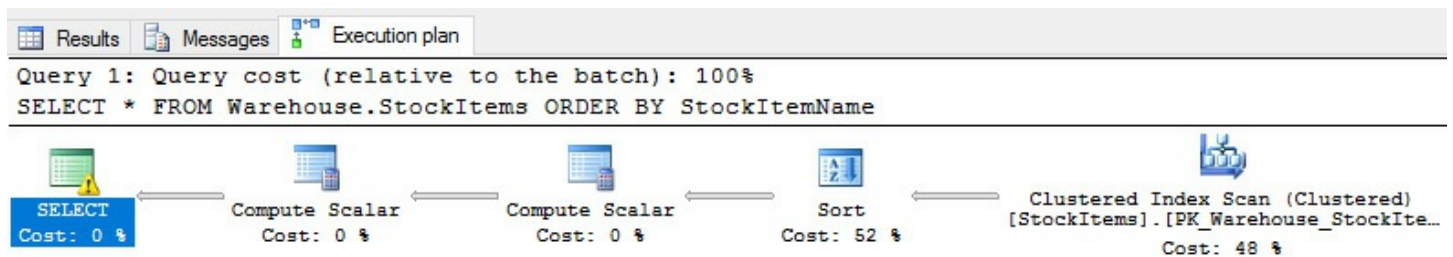 Results Messages Execution plan
Query 1: Query cost (relative to the batch): 100%
SELECT * FROM Warehouse.StockItems ORDER BY StockItemName
SELECT
Cost: 0 %
Compute Scalar
Cost: 0 %
Compute Scalar
Cost: 0 %
Sort
Cost: 52 %
Clustered Index Scan (Clustered)
[StockItems].[PK_Warehouse_StockIte…
Cost: 48 %